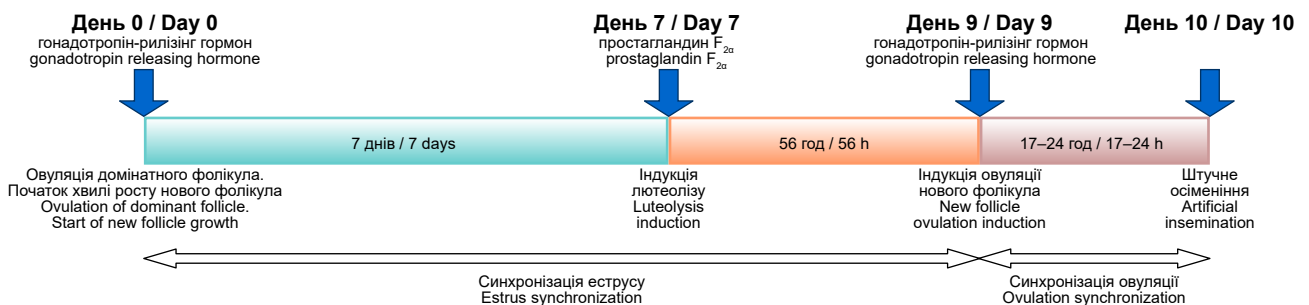 День 0 / Day 0
гонадотропін-рилізінг гормон
gonadotropin releasing hormone
День 7 / Day 7
простагландин F2α
prostaglandin F2α
День 9 / Day 9
гонадотропін-рилізінг гормон
gonadotropin releasing hormone
День 10 / Day 10
7 днів / 7 days
56 год / 56 h
17–24 год / 17–24 h
Овуляція домінатного фолікула.
Початок хвилі росту нового фолікула
Ovulation of dominant follicle.
Start of new follicle growth
Індукція
лютеолізу
Luteolysis
induction
Індукція овуляції
нового фолікула
New follicle
ovulation induction
Штучне
осіменіння
Artificial
insemination
Синхронізація еструсу
Estrus synchronization
Синхронізація овуляції
Ovulation synchronization